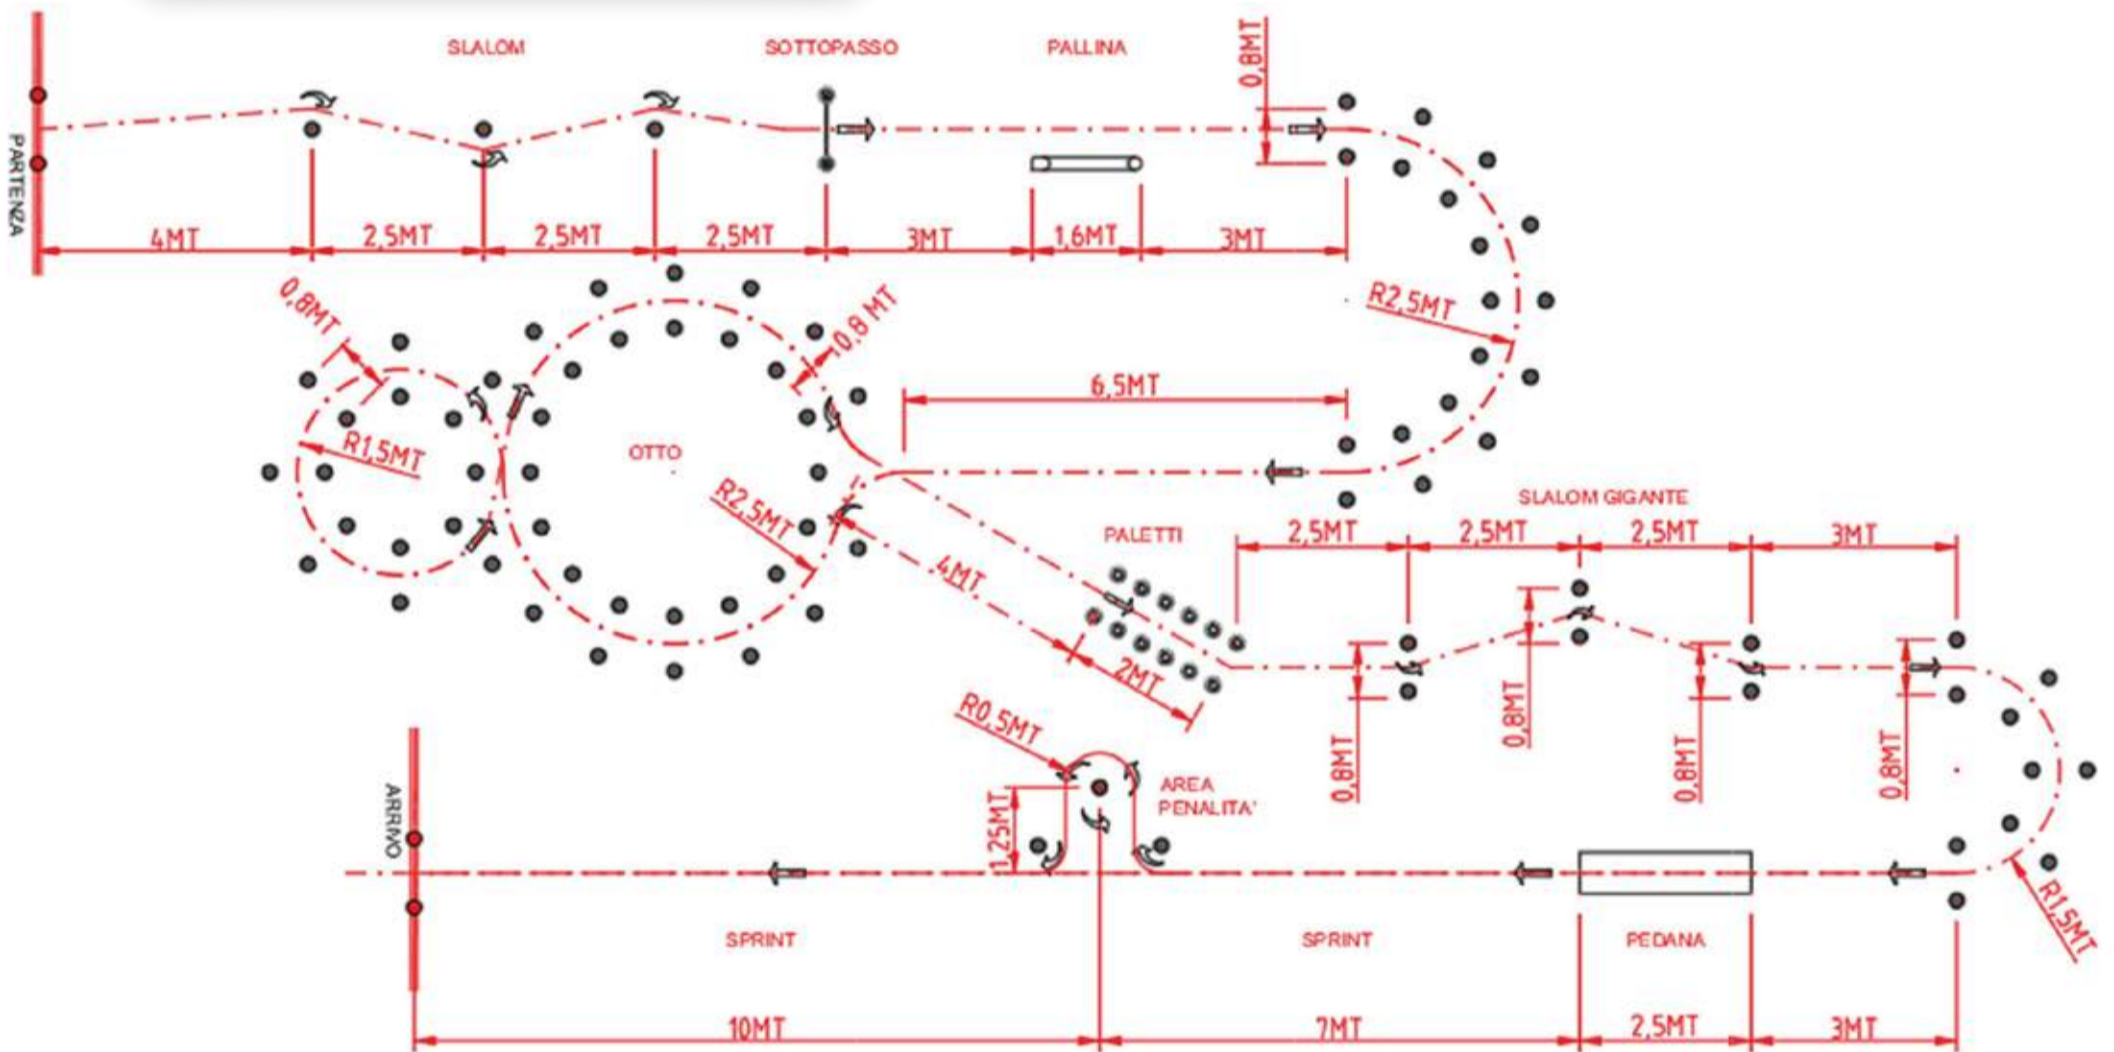 SLALOM
SOTTOPASSO
PALLINA
0,8MT
PARTENZA
4MT
2,5MT
2,5MT
2,5MT
3MT
1,6MT
3MT
0,8MT
0,8 MT
R2,5MT
6,5MT
R1,5MT
OTTO
R2,5MT
SLALOM GIGANTE
PALETTI
2,5MT
2,5MT
2,5MT
3MT
4MT
2MT
0,8MT
0,8MT
0,8MT
0,8MT
R0,5MT
AREA
PENALITA'
1,25MT
ARRIVO
R1,5MT
SPRINT
SPRINT
PEDANA
10MT
7MT
2,5MT
3MT